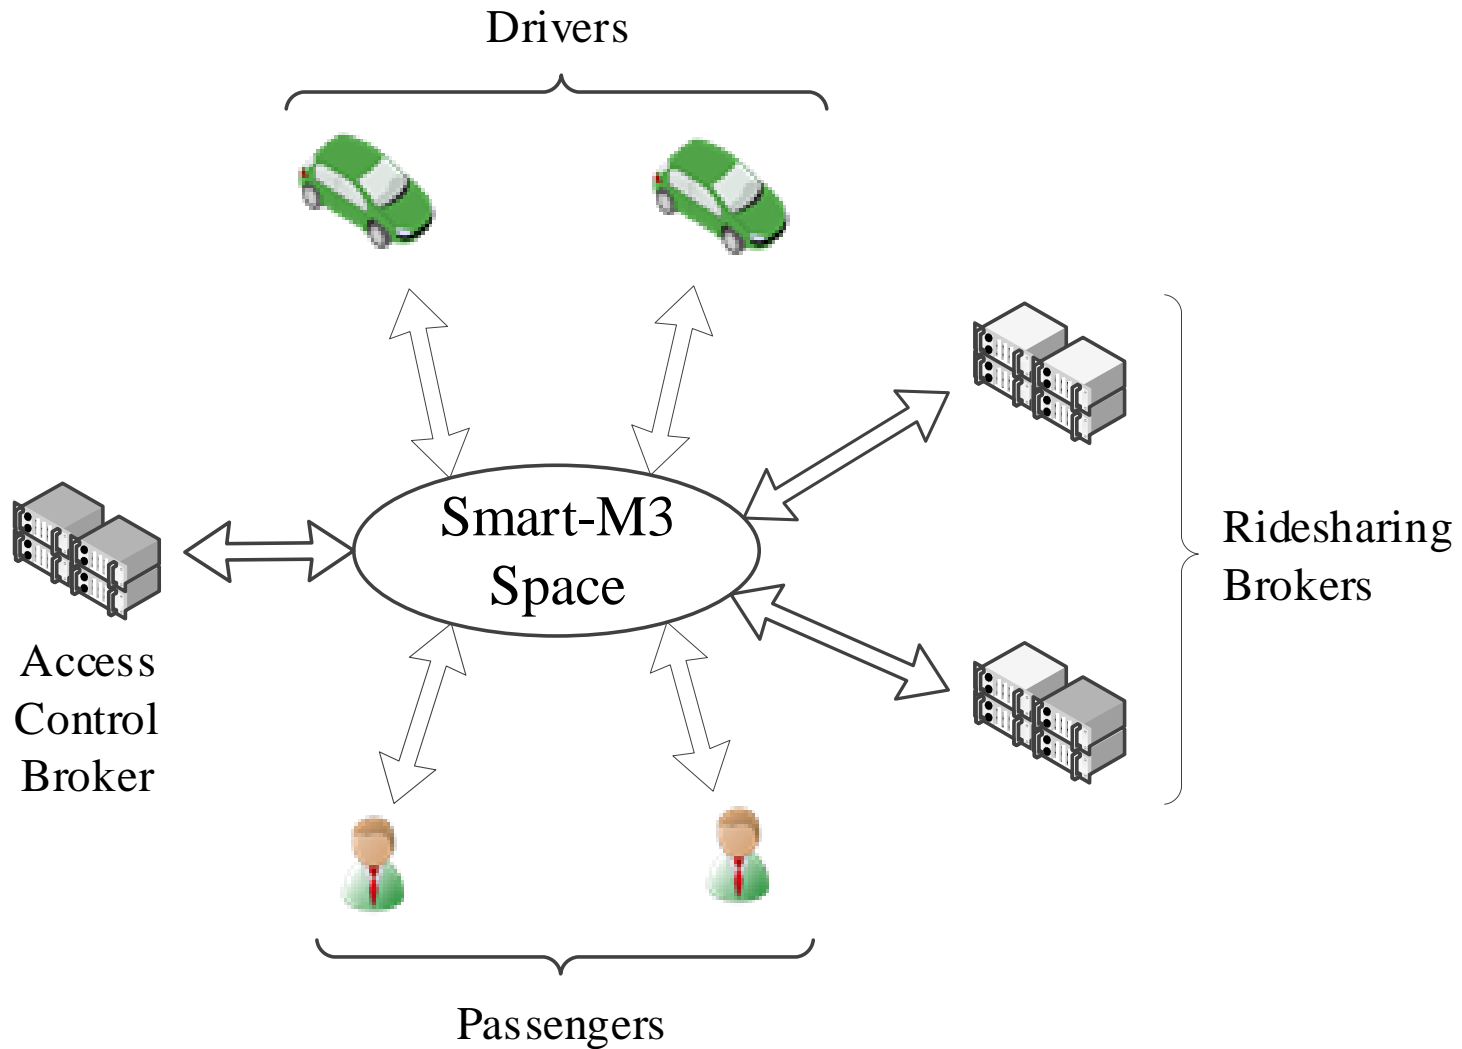 Drivers
Smart-M3
Space
Ridesharing
Brokers
Access
Control
Broker
Passengers